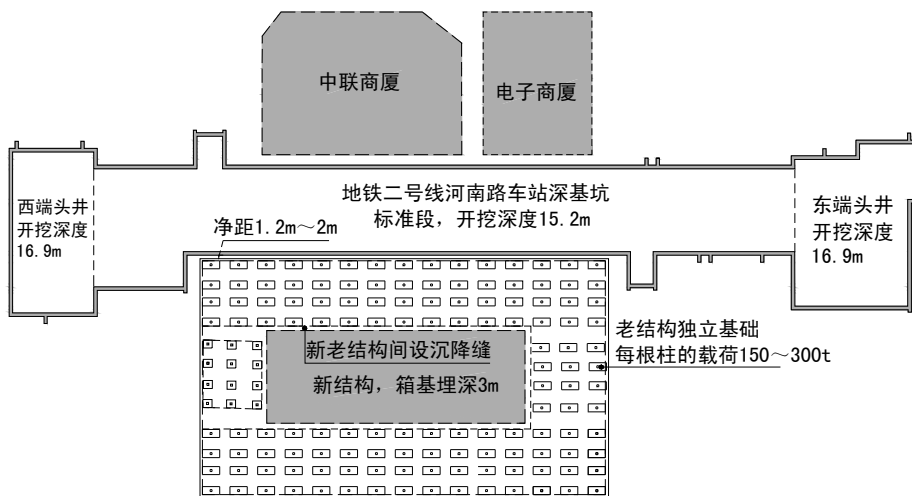 中联商厦
电子商厦
地铁二号线河南路车站深基坑
标准段，开挖深度15.2m
西端头井
开挖深度
16.9m
东端头井
开挖深度
16.9m
净距1.2m～2m
新老结构间设沉降缝
新结构，箱基埋深3m
老结构独立基础
每根柱的载荷150～300t